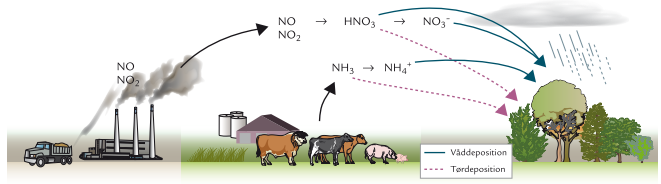 NO → HNO₃ → NO₃⁻
NO₂
NO
NO₂
NH₃ → NH₄⁺
Våddeposition
Tørdeposition